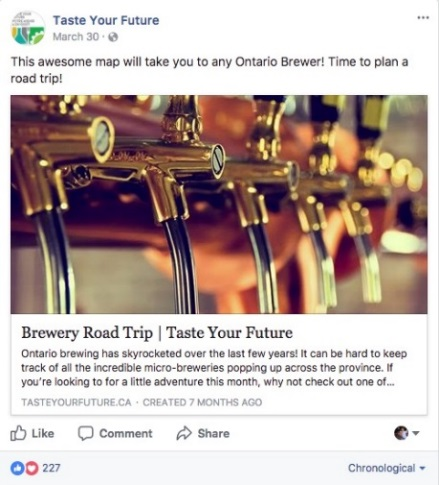 Taste Your Future
March 30 ·
This awesome map will take you to any Ontario Brewer! Time to plan a
road trip!
Brewery Road Trip | Taste Your Future
Ontario brewing has skyrocketed over the last few years! It can be hard to keep
track of all the incredible micro-breweries popping up across the province. If
you're looking for a little adventure this month, why not check out one of...
TASTEYOURFUTURE.CA · CREATED 7 MONTHS AGO
Like Comment Share
227 Chronological